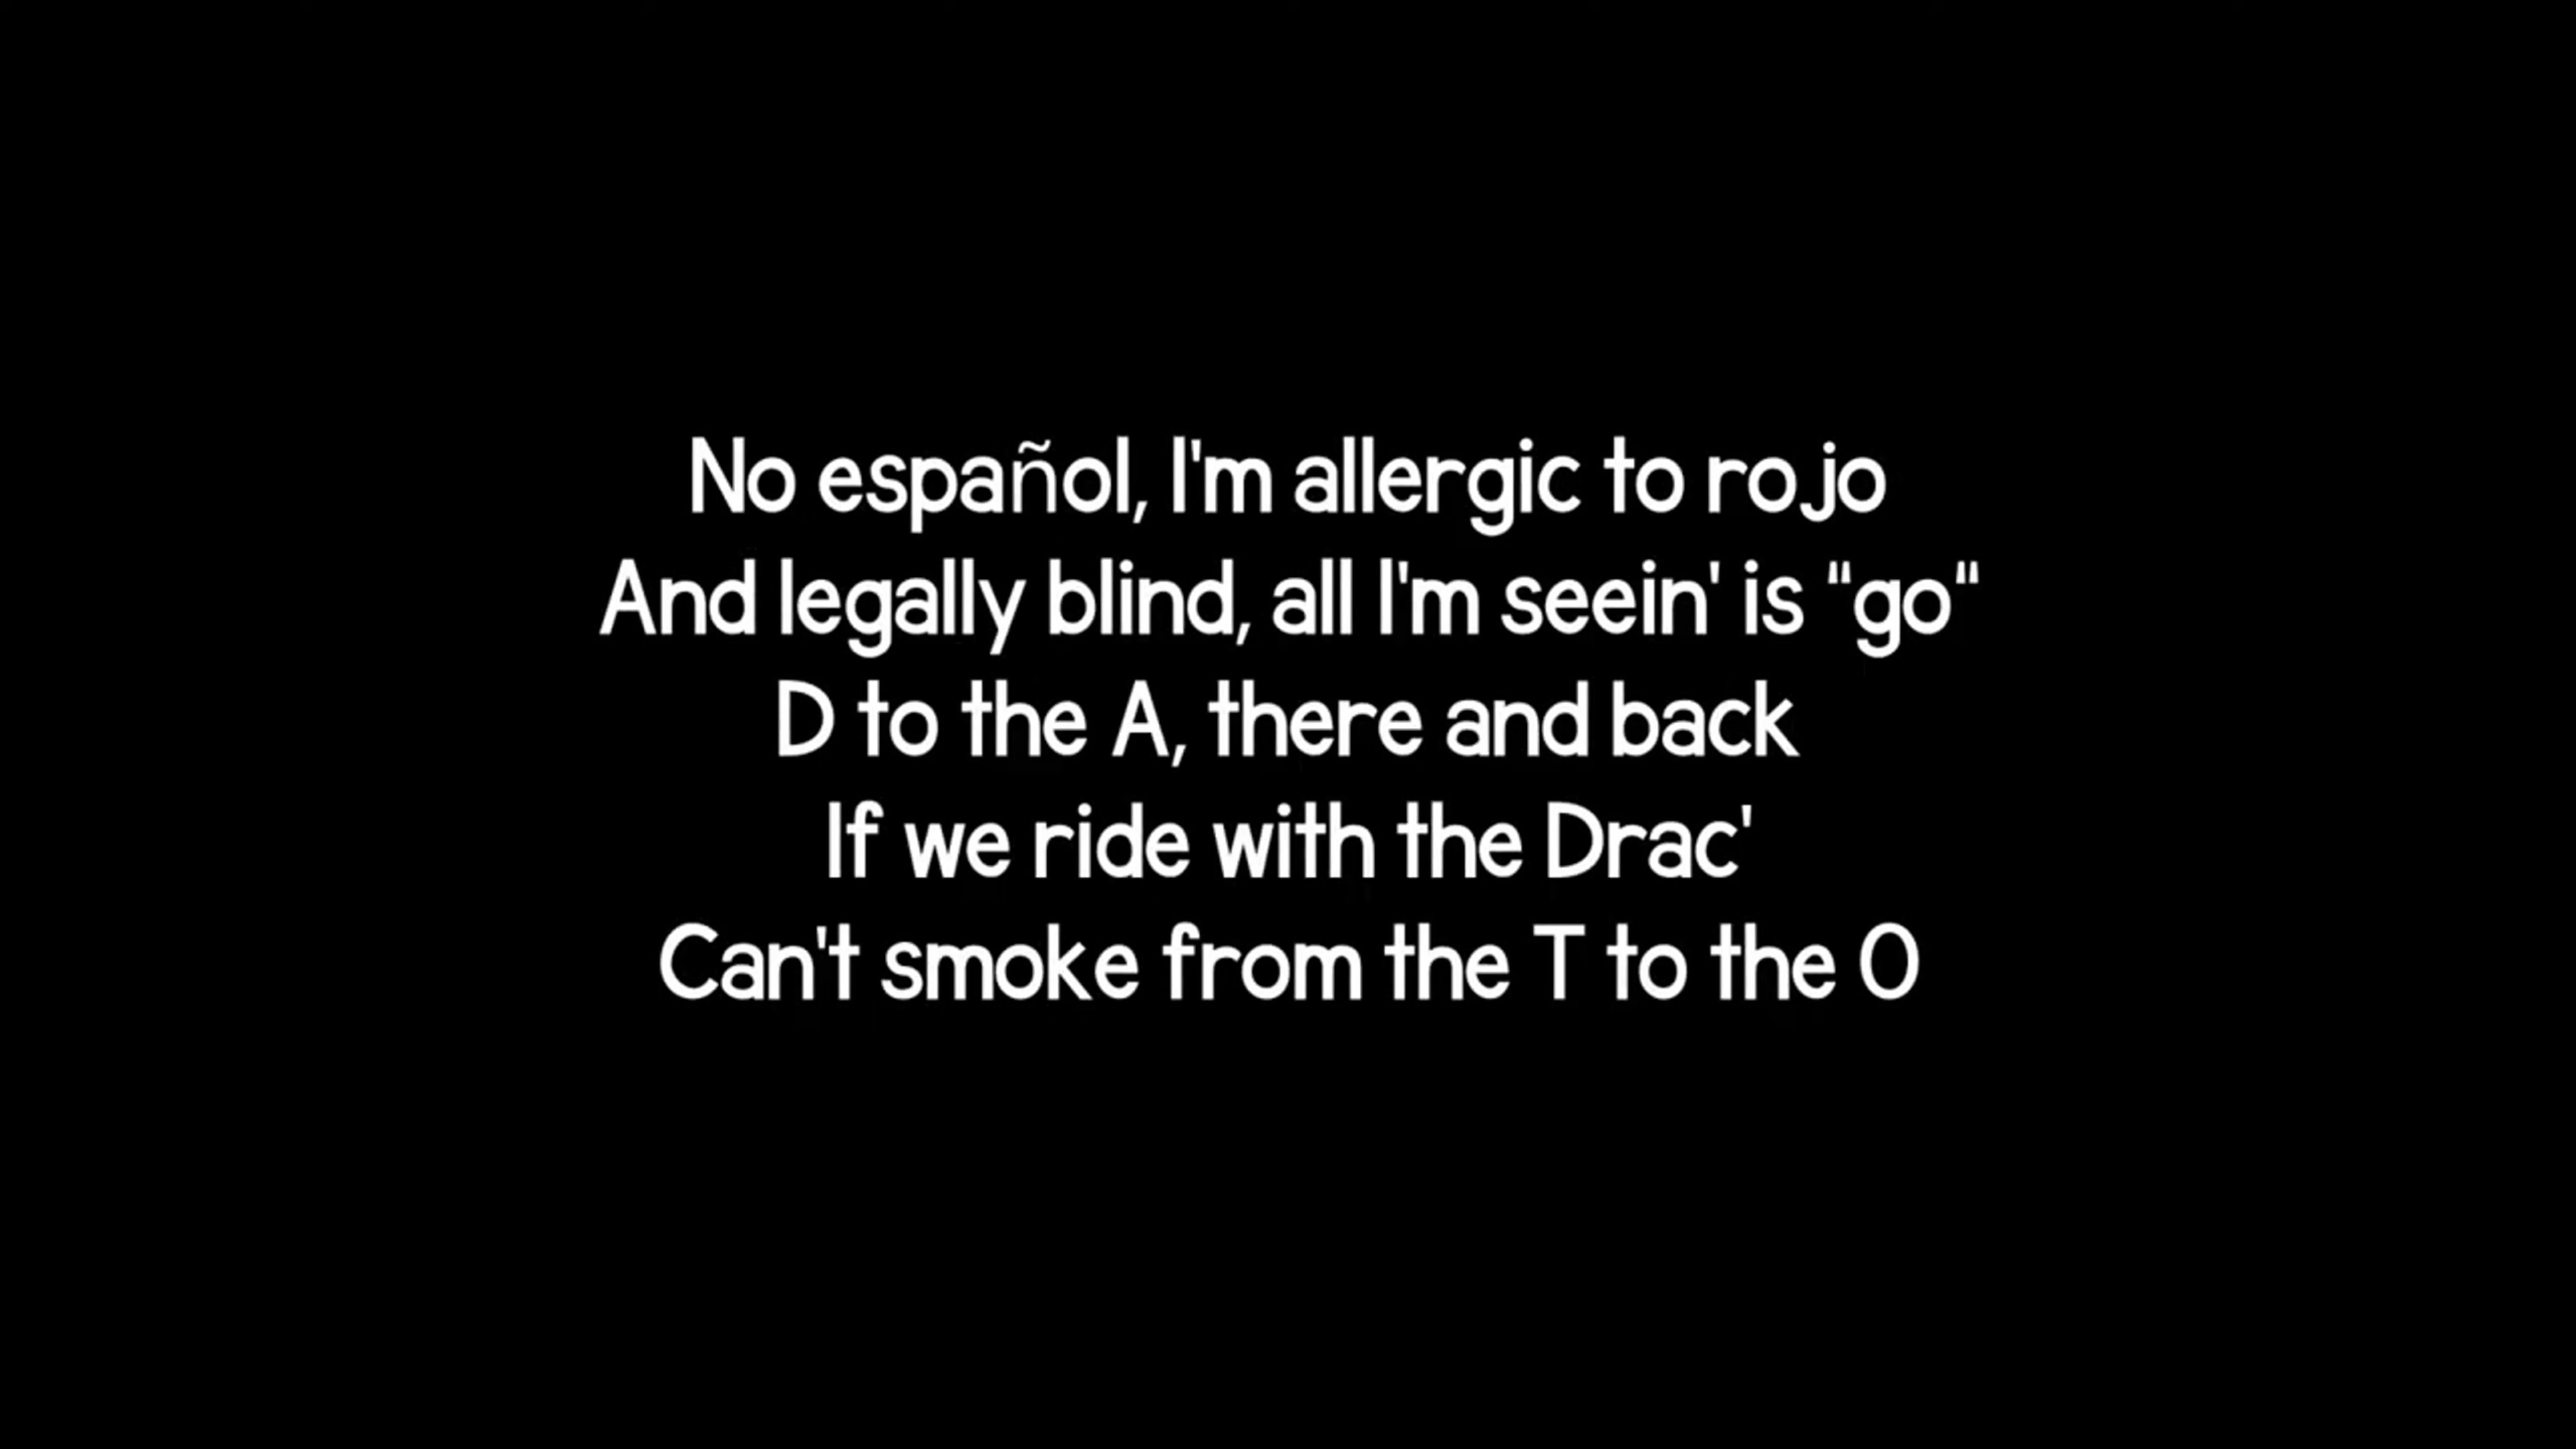 No español, I'm allergic to rojo
And legally blind, all I'm seein' is "go"
D to the A, there and back
If we ride with the Drac'
Can't smoke from the T to the O